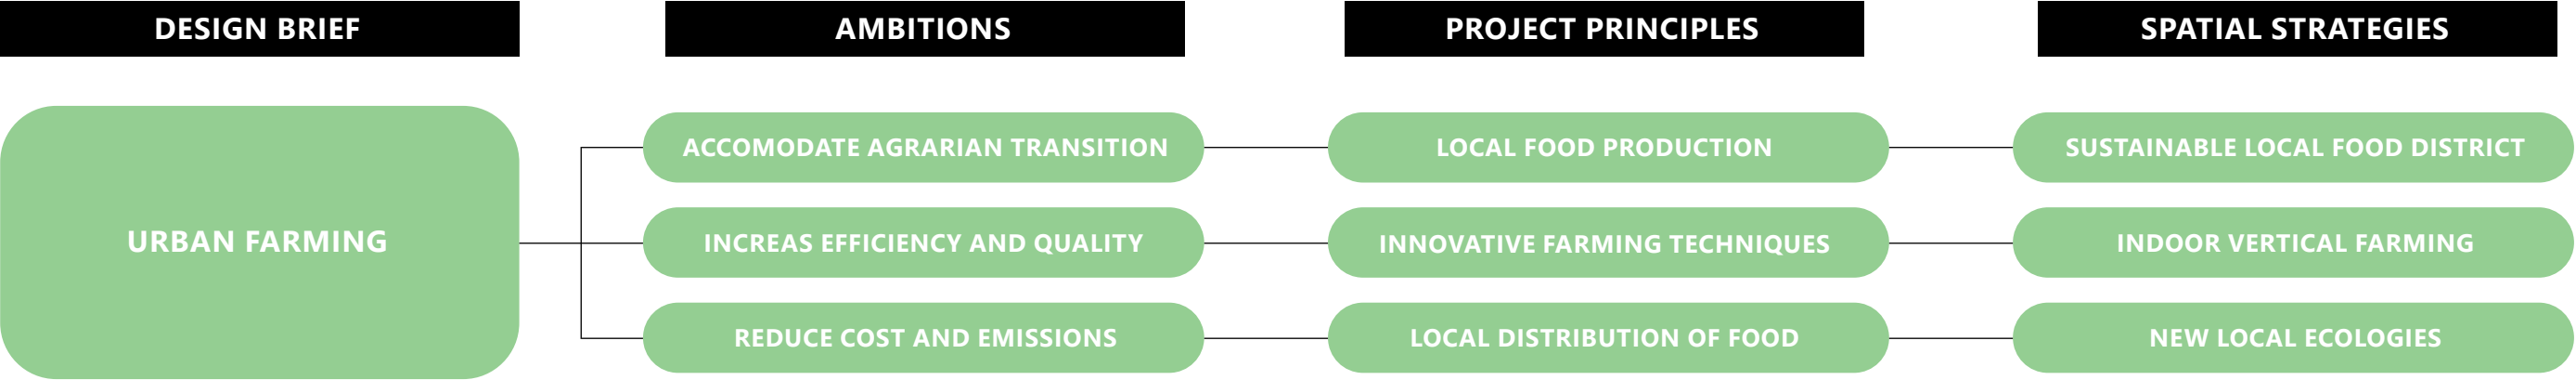 DESIGN BRIEF
AMBITIONS
PROJECT PRINCIPLES
SPATIAL STRATEGIES
URBAN FARMING
ACCOMODATE AGRARIAN TRANSITION
LOCAL FOOD PRODUCTION
SUSTAINABLE LOCAL FOOD DISTRICT
INCREAS EFFICIENCY AND QUALITY
INNOVATIVE FARMING TECHNIQUES
INDOOR VERTICAL FARMING
REDUCE COST AND EMISSIONS
LOCAL DISTRIBUTION OF FOOD
NEW LOCAL ECOLOGIES